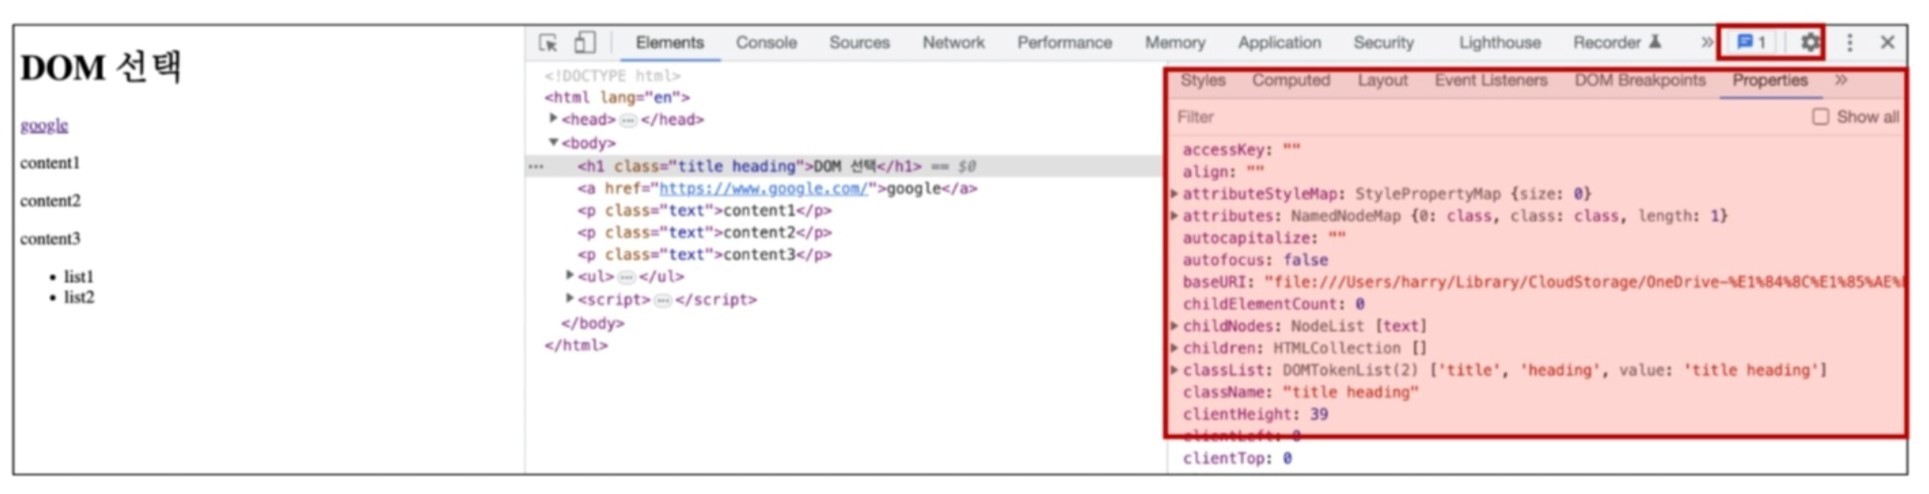 DOM 선택
google
content1
content2
content3
• list1
• list2
Elements Console Sources Network Performance Memory Application Security Lighthouse Recorder » 1
<!DOCTYPE html>
<html lang="en">
▶<head>…</head>
▼<body>
… <h1 class="title heading">DOM 선택</h1> == $0
<a href="https://www.google.com/">google</a>
<p class="text">content1</p>
<p class="text">content2</p>
<p class="text">content3</p>
▶<ul>…</ul>
▶<script>…</script>
</body>
</html>
Styles Computed Layout Event Listeners DOM Breakpoints Properties »
Filter Show all
accessKey: ""
align: ""
▶attributeStyleMap: StylePropertyMap {size: 0}
▶attributes: NamedNodeMap {0: class, class: class, length: 1}
autocapitalize: ""
autofocus: false
baseURI: "file:///Users/harry/Library/CloudStorage/OneDrive-%E1%84%8C%E1%85%AE%
childElementCount: 0
▶childNodes: NodeList [text]
▶children: HTMLCollection []
▶classList: DOMTokenList(2) ['title', 'heading', value: 'title heading']
className: "title heading"
clientHeight: 39
clientLeft: 0
clientTop: 0